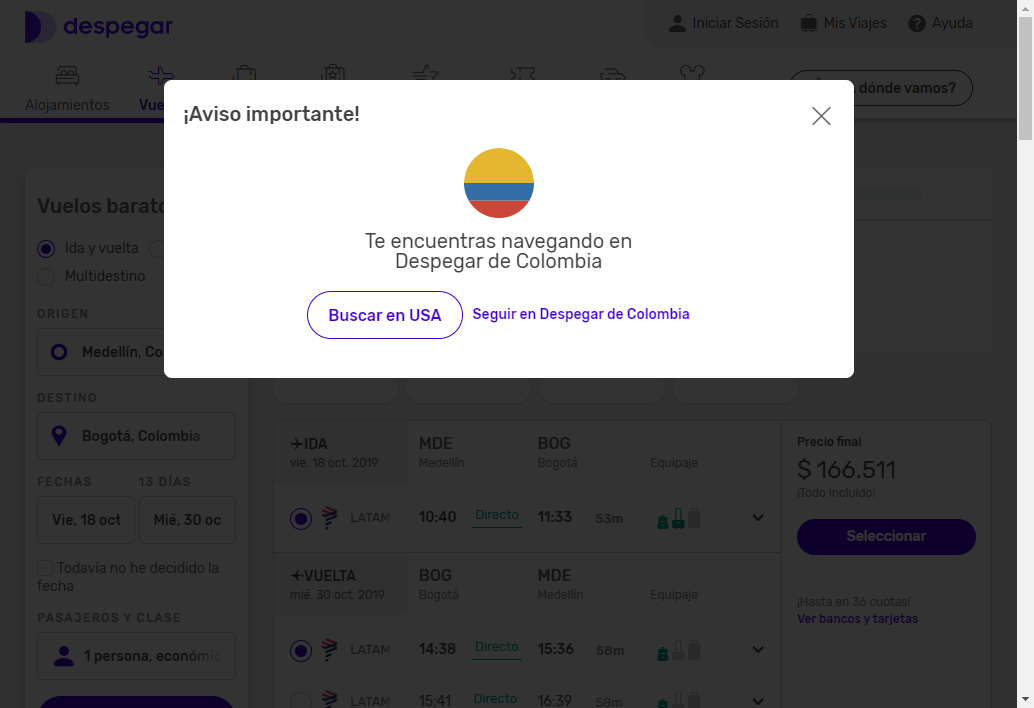 despegar
Iniciar Sesión
Mis Viajes
Ayuda
Alojamientos
dónde vamos?
¡Aviso importante!
Te encuentras navegando en
Despegar de Colombia
Buscar en USA
Seguir en Despegar de Colombia
Vuelos
Ida y vuelta
Multidestino
ORIGEN
Medellín, Co
DESTINO
Bogotá, Colombia
FECHAS
13 DÍAS
Vie, 18 oct
Mié, 30 oc
Todavía no he decidido la
fecha
PASAJEROS Y CLASE
1 persona, económic
IDA
MDE
BOG
vie. 18 oct. 2019
Medellín
Bogotá
Equipaje
LATAM
10:40
Directo
11:33
53m
VUELTA
BOG
MDE
mié. 30 oct. 2019
Bogotá
Medellín
Equipaje
LATAM
14:38
Directo
15:36
58m
LATAM
15:41
Directo
16:39
58m
Precio final
$ 166.511
¡Todo incluido!
Seleccionar
¡Hasta en 36 cuotas!
Ver bancos y tarjetas